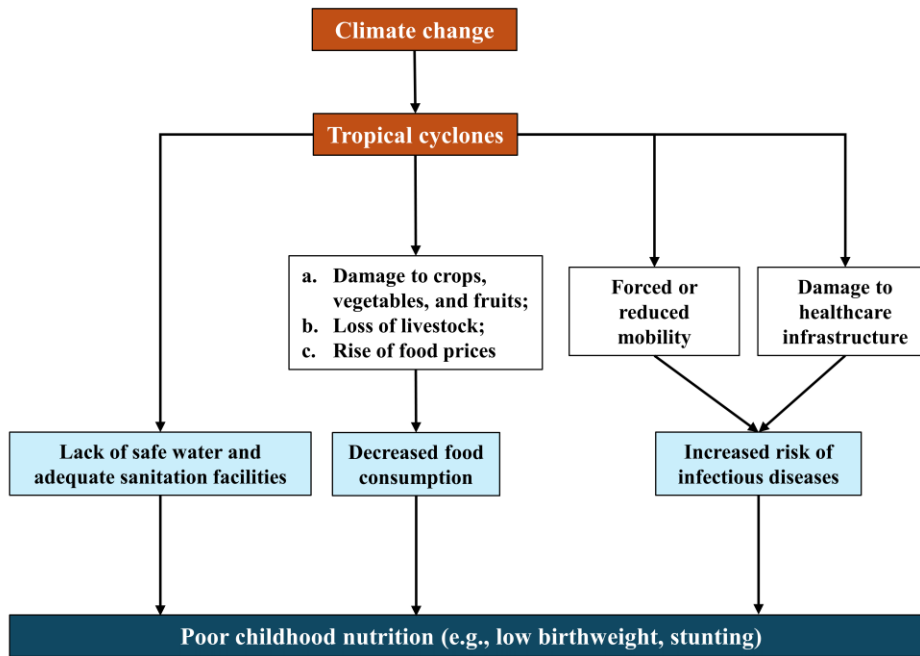 Climate change
Tropical cyclones
a. Damage to crops,
vegetables, and fruits;
b. Loss of livestock;
c. Rise of food prices
Forced or
reduced
mobility
Damage to
healthcare
infrastructure
Lack of safe water and
adequate sanitation facilities
Decreased food
consumption
Increased risk of
infectious diseases
Poor childhood nutrition (e.g., low birthweight, stunting)